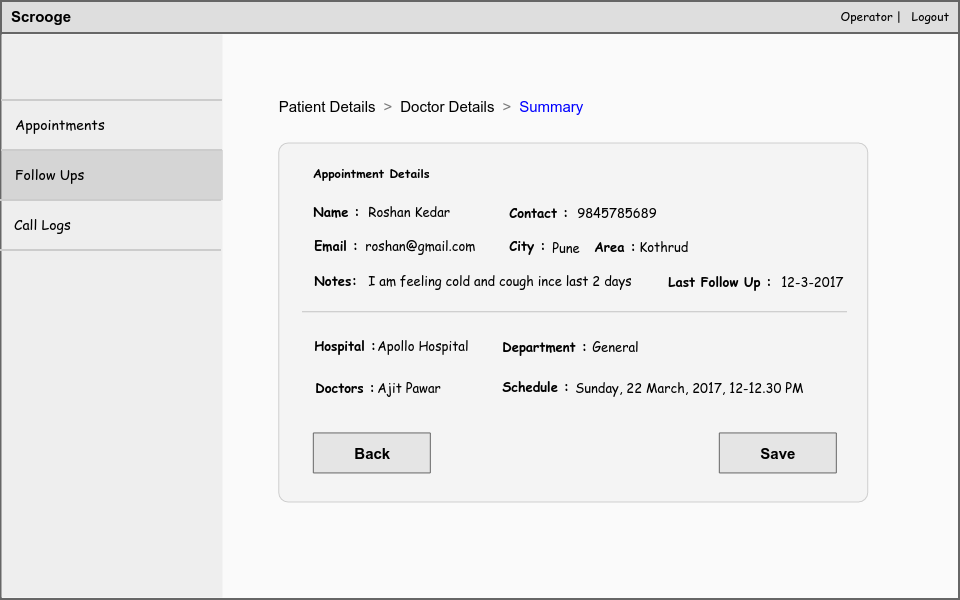 Scrooge
Operator | Logout
Patient Details > Doctor Details > Summary
Appointments
Follow Ups
Call Logs
Appointment Details
Name : Roshan Kedar Contact : 9845785689
Email : roshan@gmail.com City : Pune Area : Kothrud
Notes: I am feeling cold and cough ince last 2 days Last Follow Up : 12-3-2017
Hospital : Apollo Hospital Department : General
Doctors : Ajit Pawar Schedule : Sunday, 22 March, 2017, 12-12.30 PM
Back Save